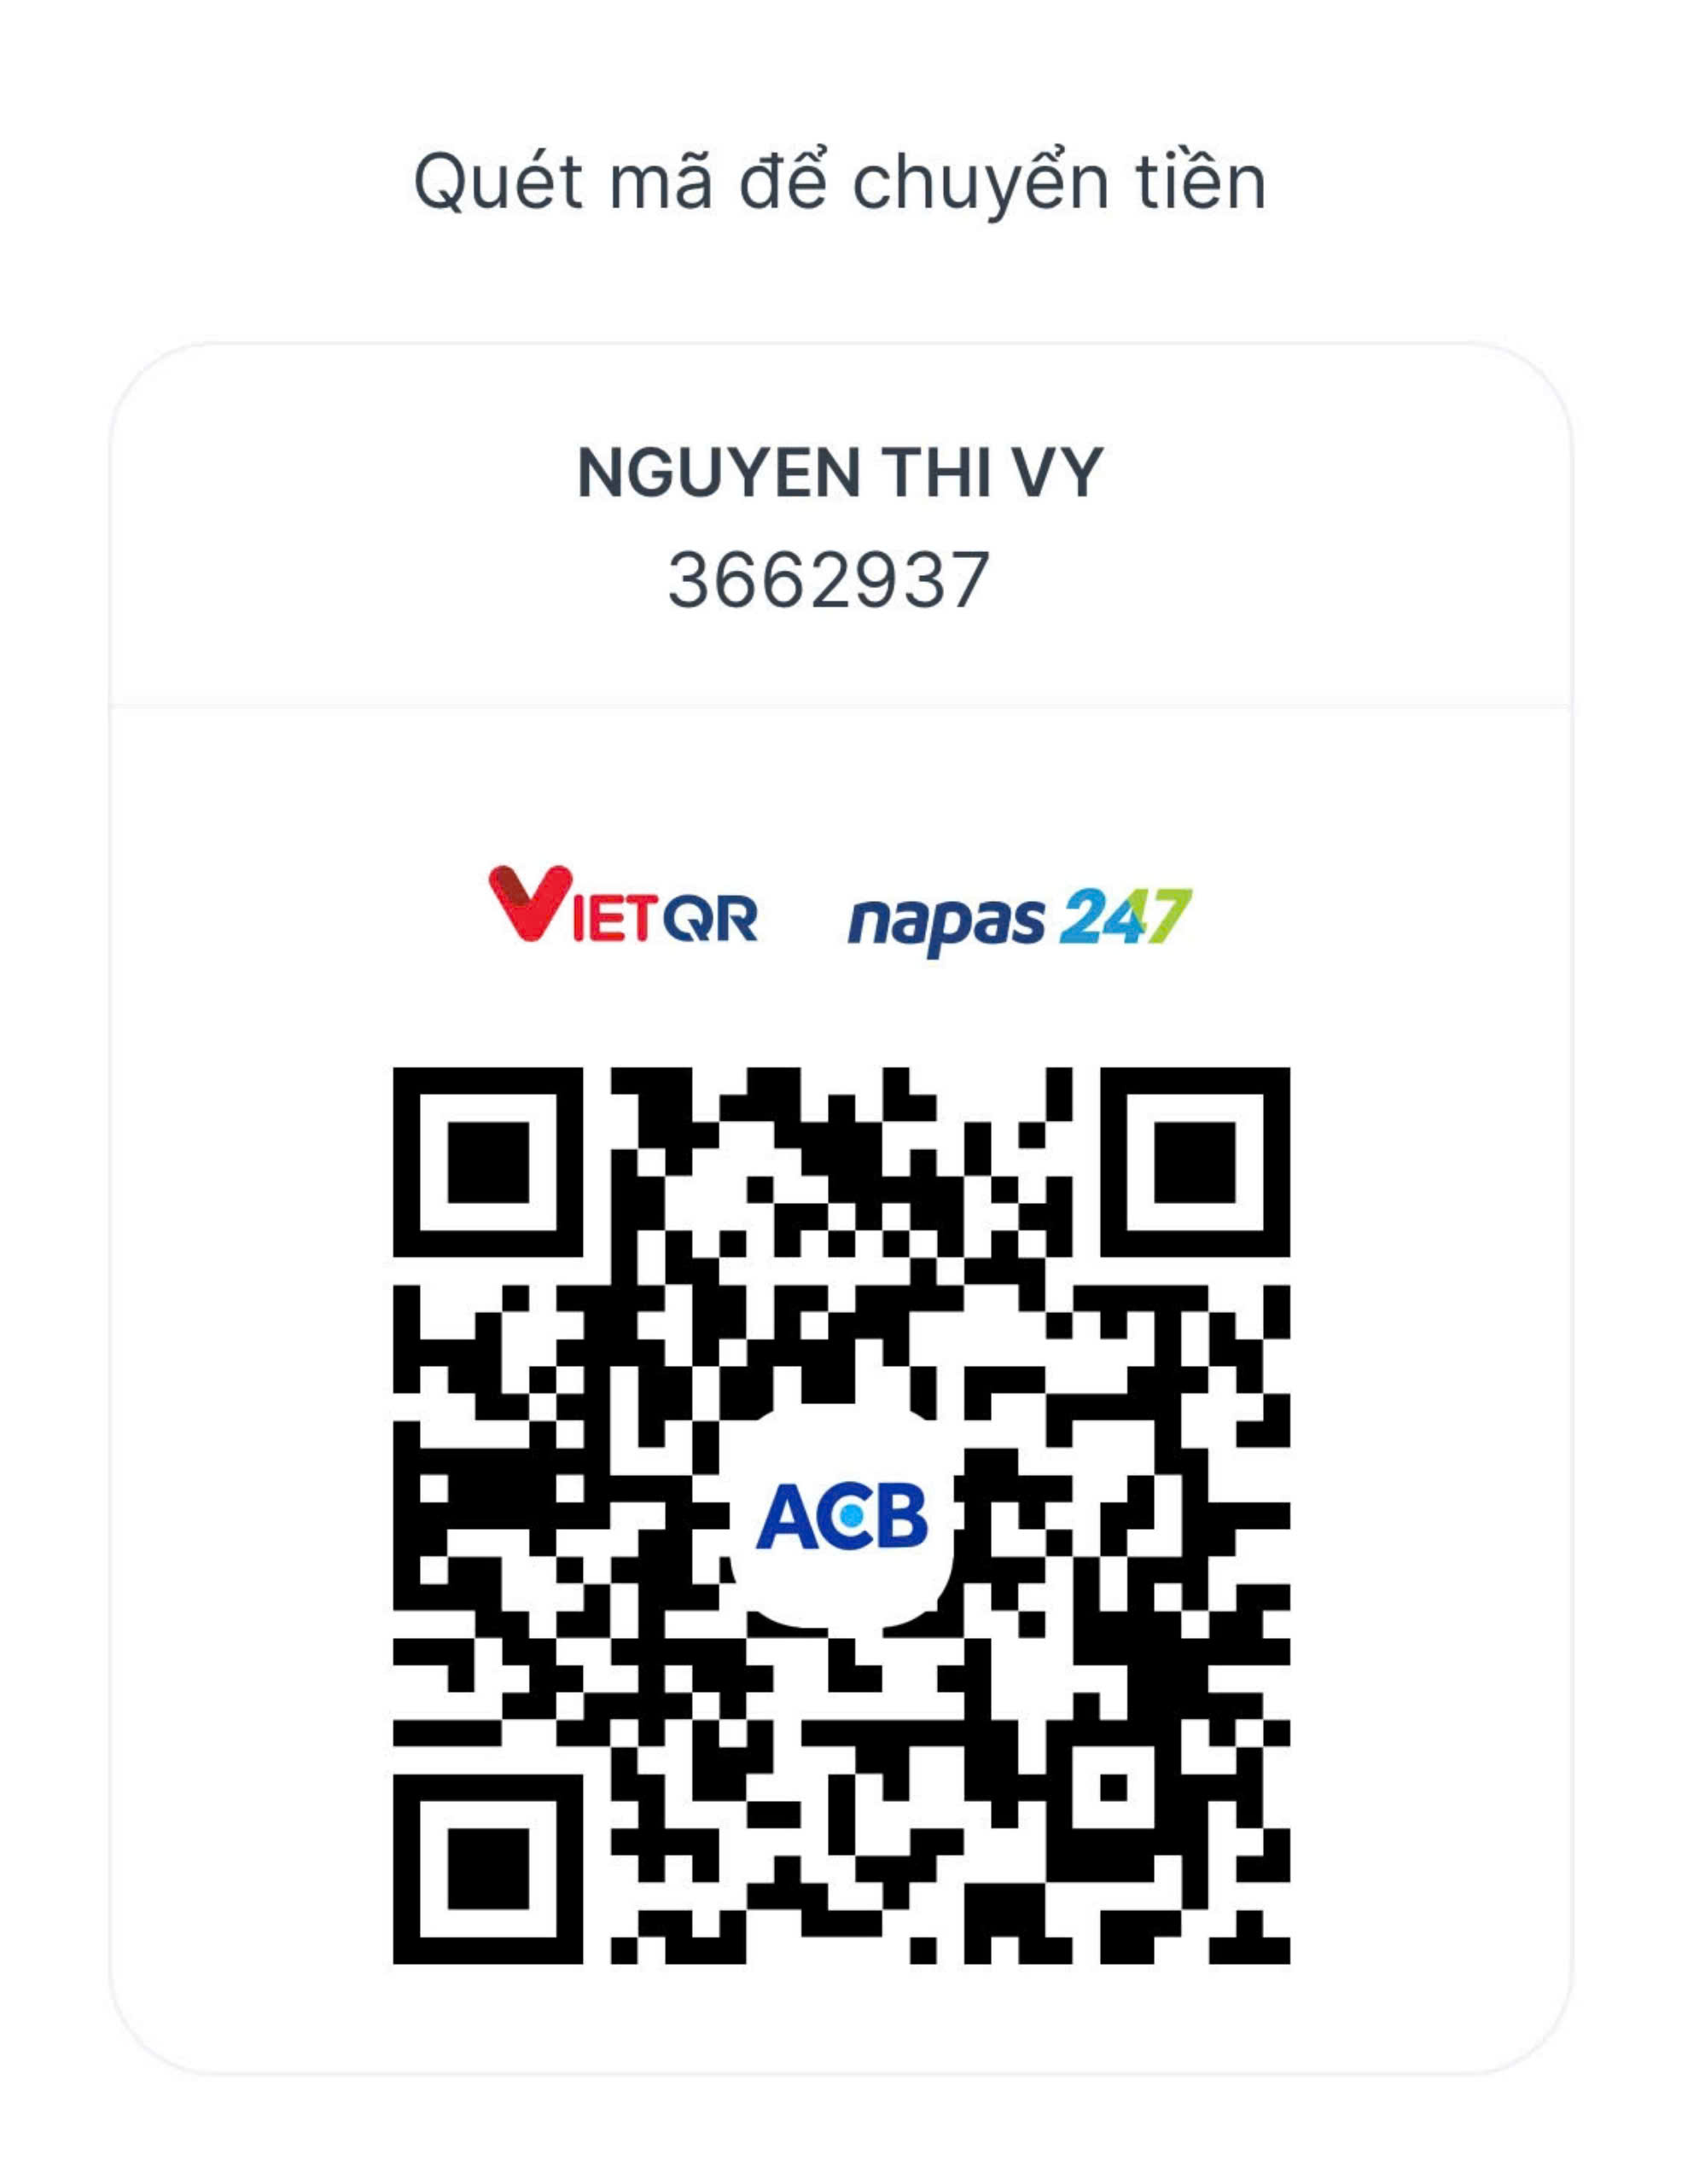 Quét mã để chuyển tiền
NGUYEN THI VY
3662937
VIETQR napas 247
ACB